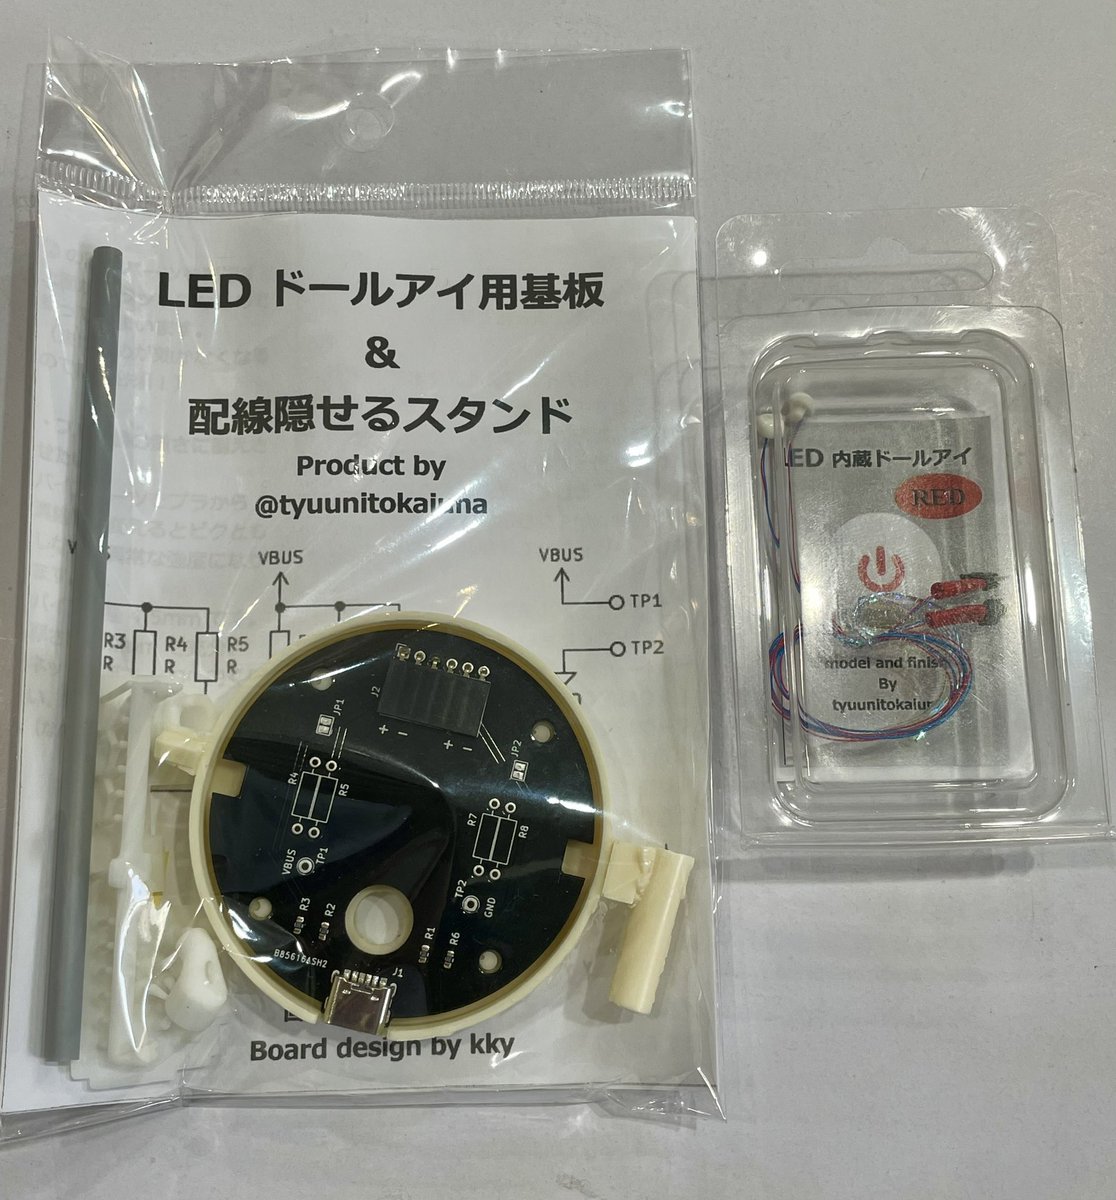 LED ドールアイ用基板
&
配線隠せるスタンド
Product by
@tyuunitokaiuna
VBUS
VBUS
TP1
TP2
R3
R
R4
R
R5
R
J2
JP1
+ -
+ -
JP2
R4
R5
R7
R8
VBUS
TP1
TP2
GND
R3
R2
R1
R6
J1
Board design by kky
LED 内蔵ドールアイ
RED
model and finish
By